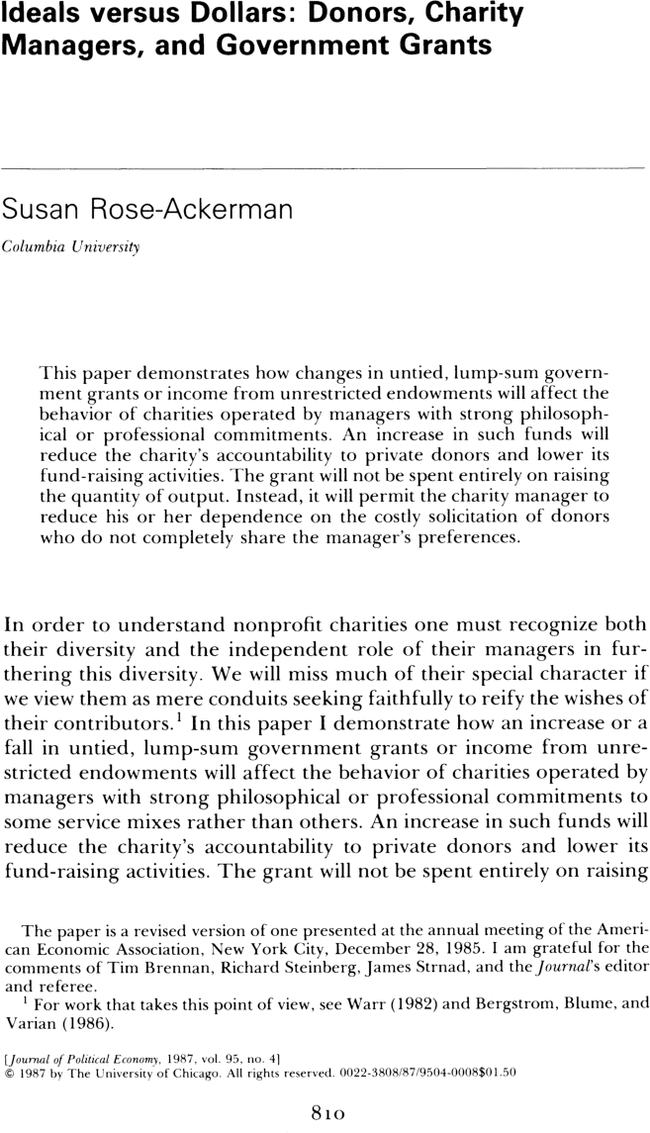 Ideals versus Dollars: Donors, Charity
Managers, and Government Grants
Susan Rose-Ackerman
Columbia University
This paper demonstrates how changes in untied, lump-sum govern-
ment grants or income from unrestricted endowments will affect the
behavior of charities operated by managers with strong philosoph-
ical or professional commitments. An increase in such funds will
reduce the charity's accountability to private donors and lower its
fund-raising activities. The grant will not be spent entirely on raising
the quantity of output. Instead, it will permit the charity manager to
reduce his or her dependence on the costly solicitation of donors
who do not completely share the manager's preferences.
In order to understand nonprofit charities one must recognize both
their diversity and the independent role of their managers in fur-
thering this diversity. We will miss much of their special character if
we view them as mere conduits seeking faithfully to reify the wishes of
their contributors.¹ In this paper I demonstrate how an increase or a
fall in untied, lump-sum government grants or income from unre-
stricted endowments will affect the behavior of charities operated by
managers with strong philosophical or professional commitments to
some service mixes rather than others. An increase in such funds will
reduce the charity's accountability to private donors and lower its
fund-raising activities. The grant will not be spent entirely on raising
The paper is a revised version of one presented at the annual meeting of the Ameri-
can Economic Association, New York City, December 28, 1985. I am grateful for the
comments of Tim Brennan, Richard Steinberg, James Strnad, and the Journal's editor
and referee.
¹ For work that takes this point of view, see Warr (1982) and Bergstrom, Blume, and
Varian (1986).
[Journal of Political Economy, 1987, vol. 95, no. 4]
© 1987 by The University of Chicago. All rights reserved. 0022-3808/87/9504-0008$01.50
810